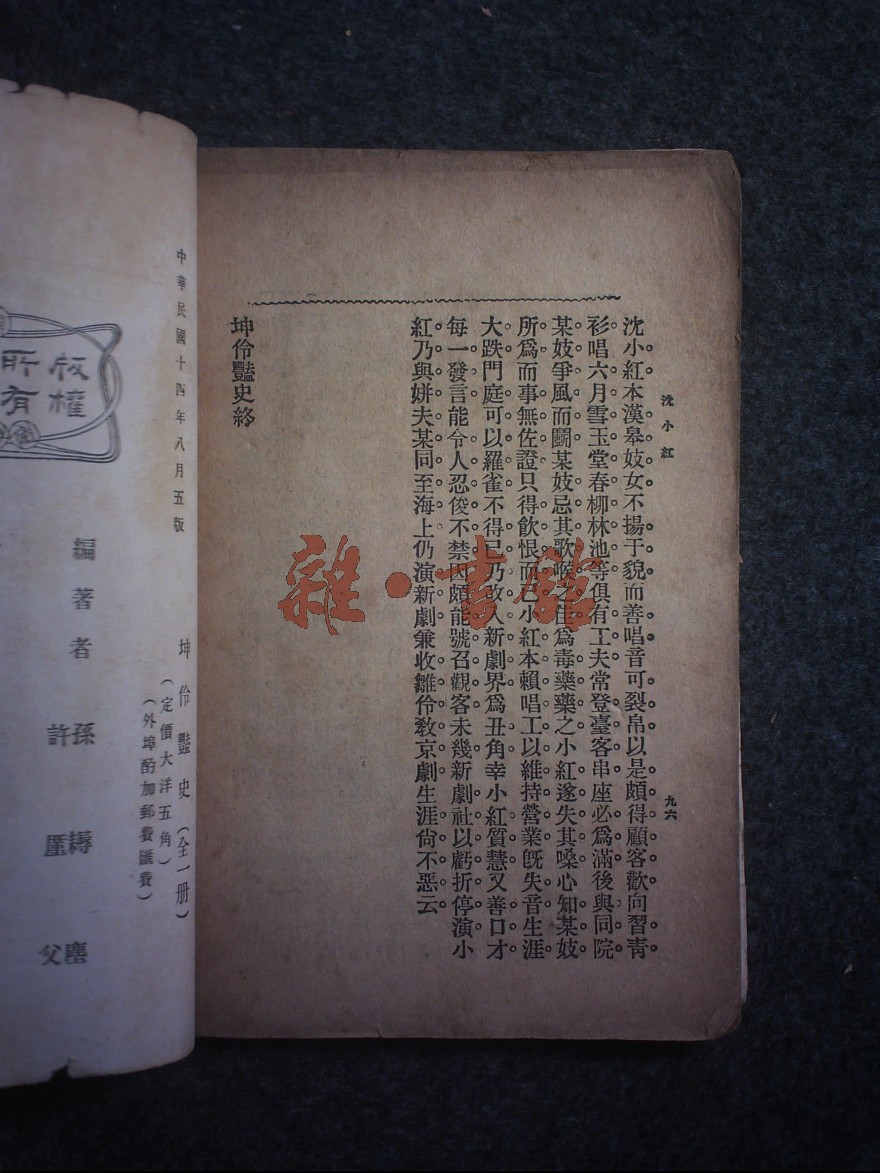 沈小紅
九六
沈小紅本漢皋妓女不揚于貌而善唱音可裂帛以是頗得顧客歡向習靑
衫唱六月雪玉堂春柳林池等俱有工夫常登臺客串座必爲滿後與同院
某妓爭風而鬭某妓忌其歌喉之佳爲毒藥藥之小紅遂失其嗓心知某妓
所爲而事無佐證只得飲恨而已小紅本賴唱工以維持營業旣失音生涯
大跌門庭可以羅雀不得已乃改入新劇界爲丑角幸小紅質慧又善口才
每一發言能令人忍俊不禁因頗能號召觀客未幾新劇社以虧折停演小
紅乃與姘夫某同至海上仍演新劇兼收雛伶敎京劇生涯尙不惡云
坤伶豔史終
中華民國十四年八月五版
坤伶豔史(全一册)
(定價大洋五角)
(外埠酌加郵費匯費)
版權
所有
編著者
孫
塵
許
父
雜·書館